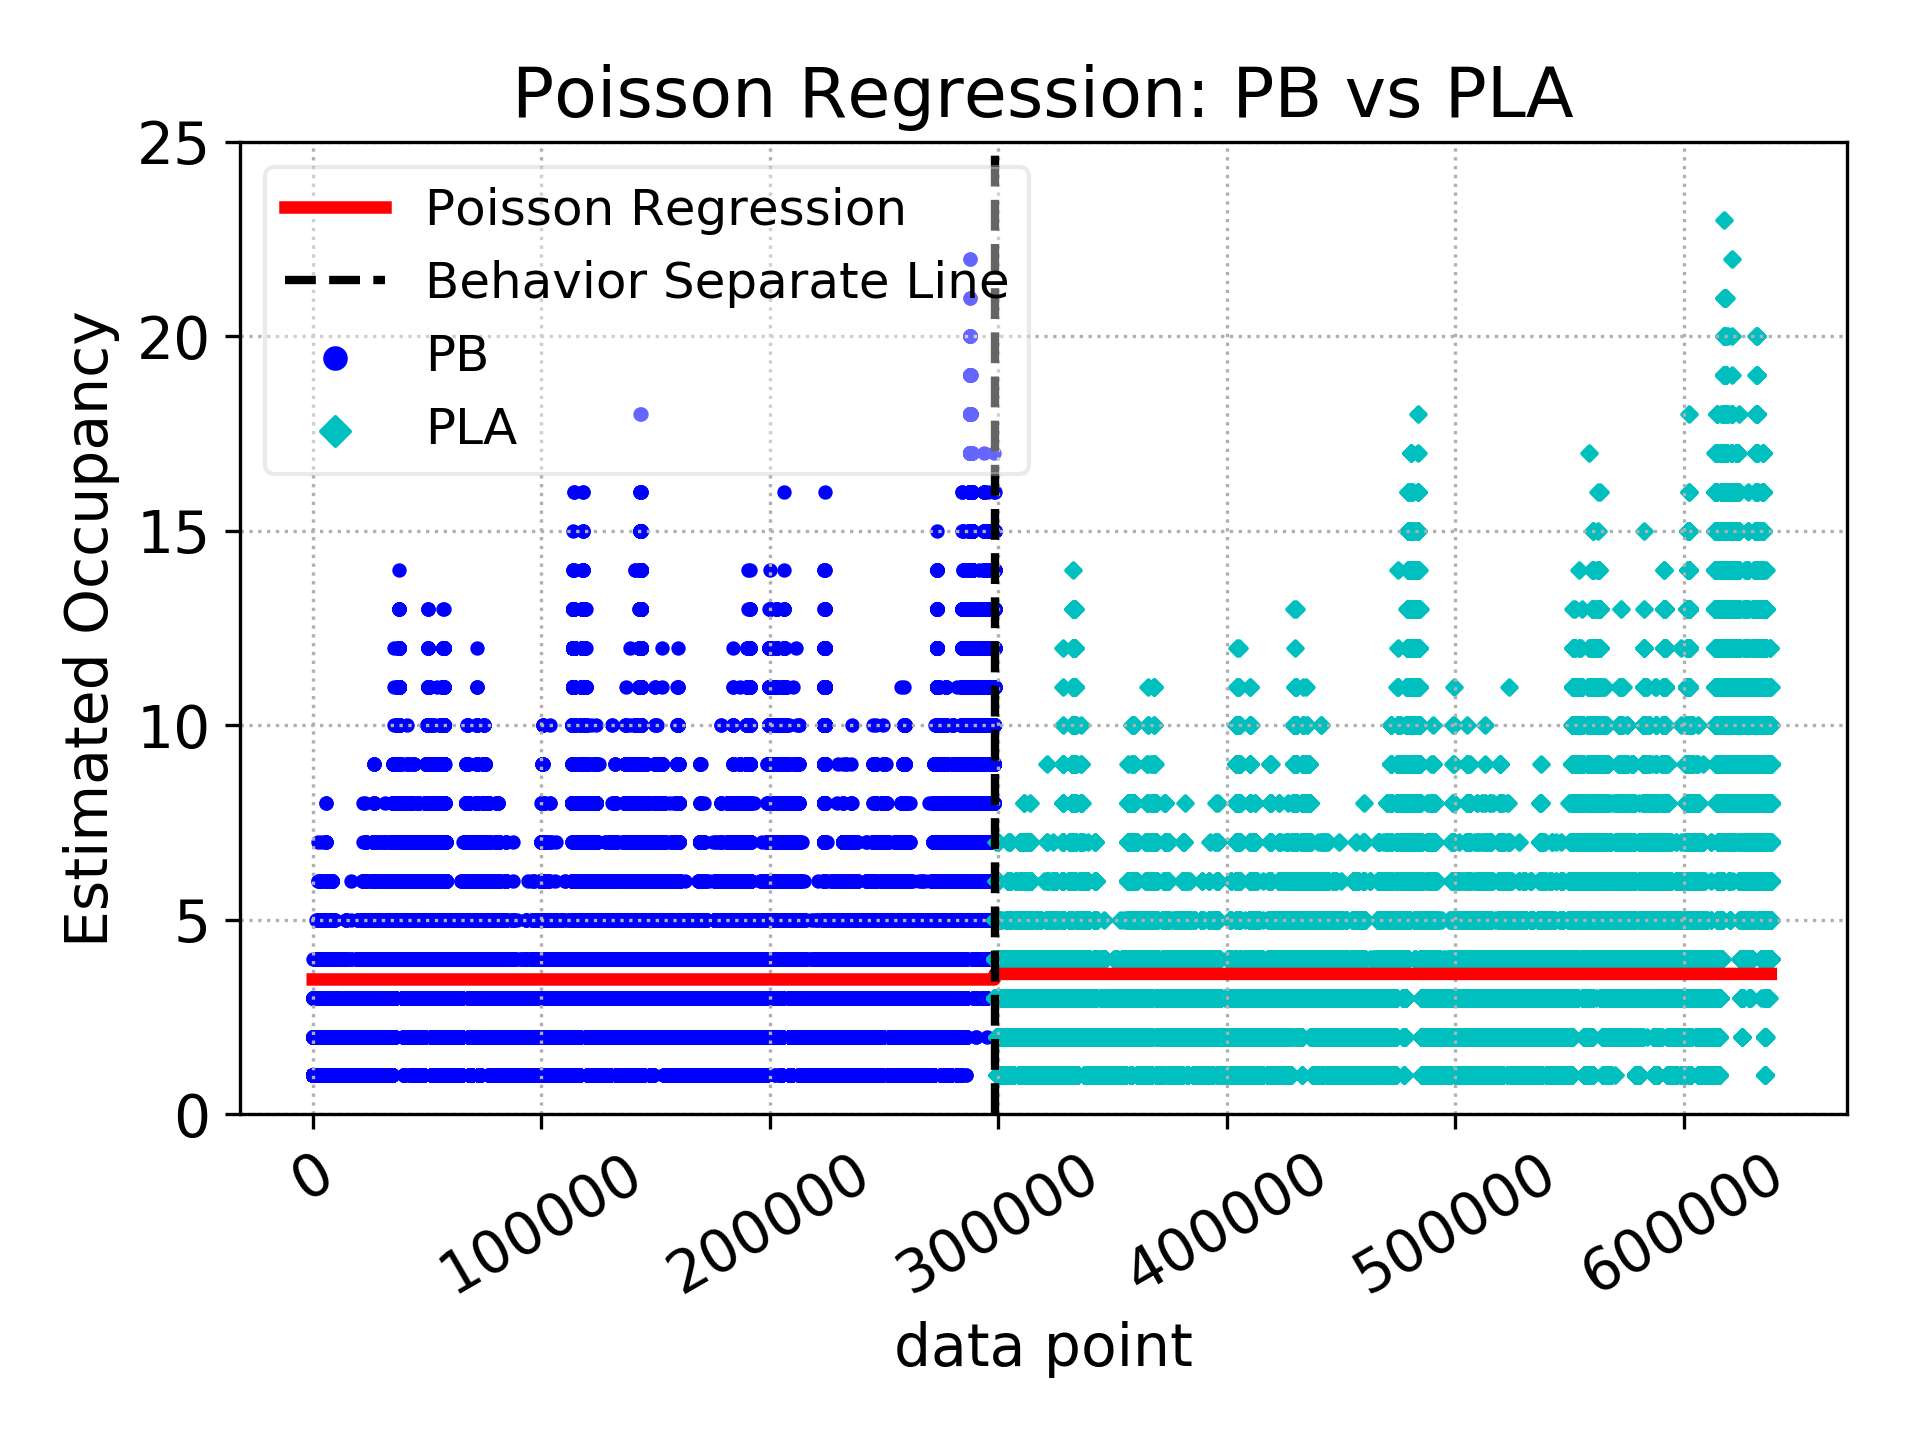 Poisson Regression: PB vs PLA
25
20
15
10
5
0
Estimated Occupancy
Poisson Regression
Behavior Separate Line
PB
PLA
0
100000
200000
300000
400000
500000
600000
data point